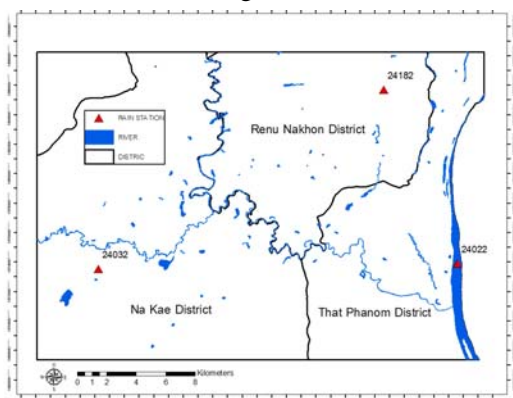 24182
RAIN STATION
RIVER
DISTRIC
Renu Nakhon District
24032
24022
Na Kae District
That Phanom District
0 1 2 4 6 8 Kilometers